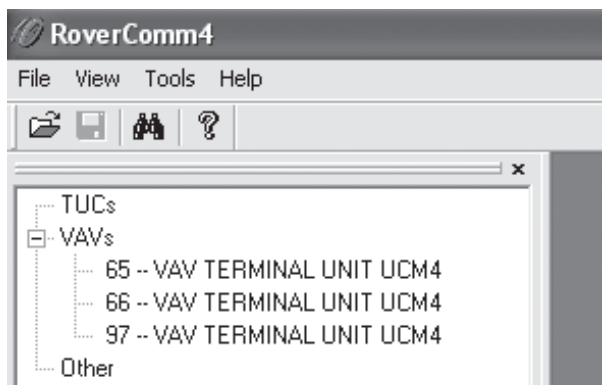 RoverComm4
File View Tools Help
TUCs
VAVs
65 -- VAV TERMINAL UNIT UCM4
66 -- VAV TERMINAL UNIT UCM4
97 -- VAV TERMINAL UNIT UCM4
Other